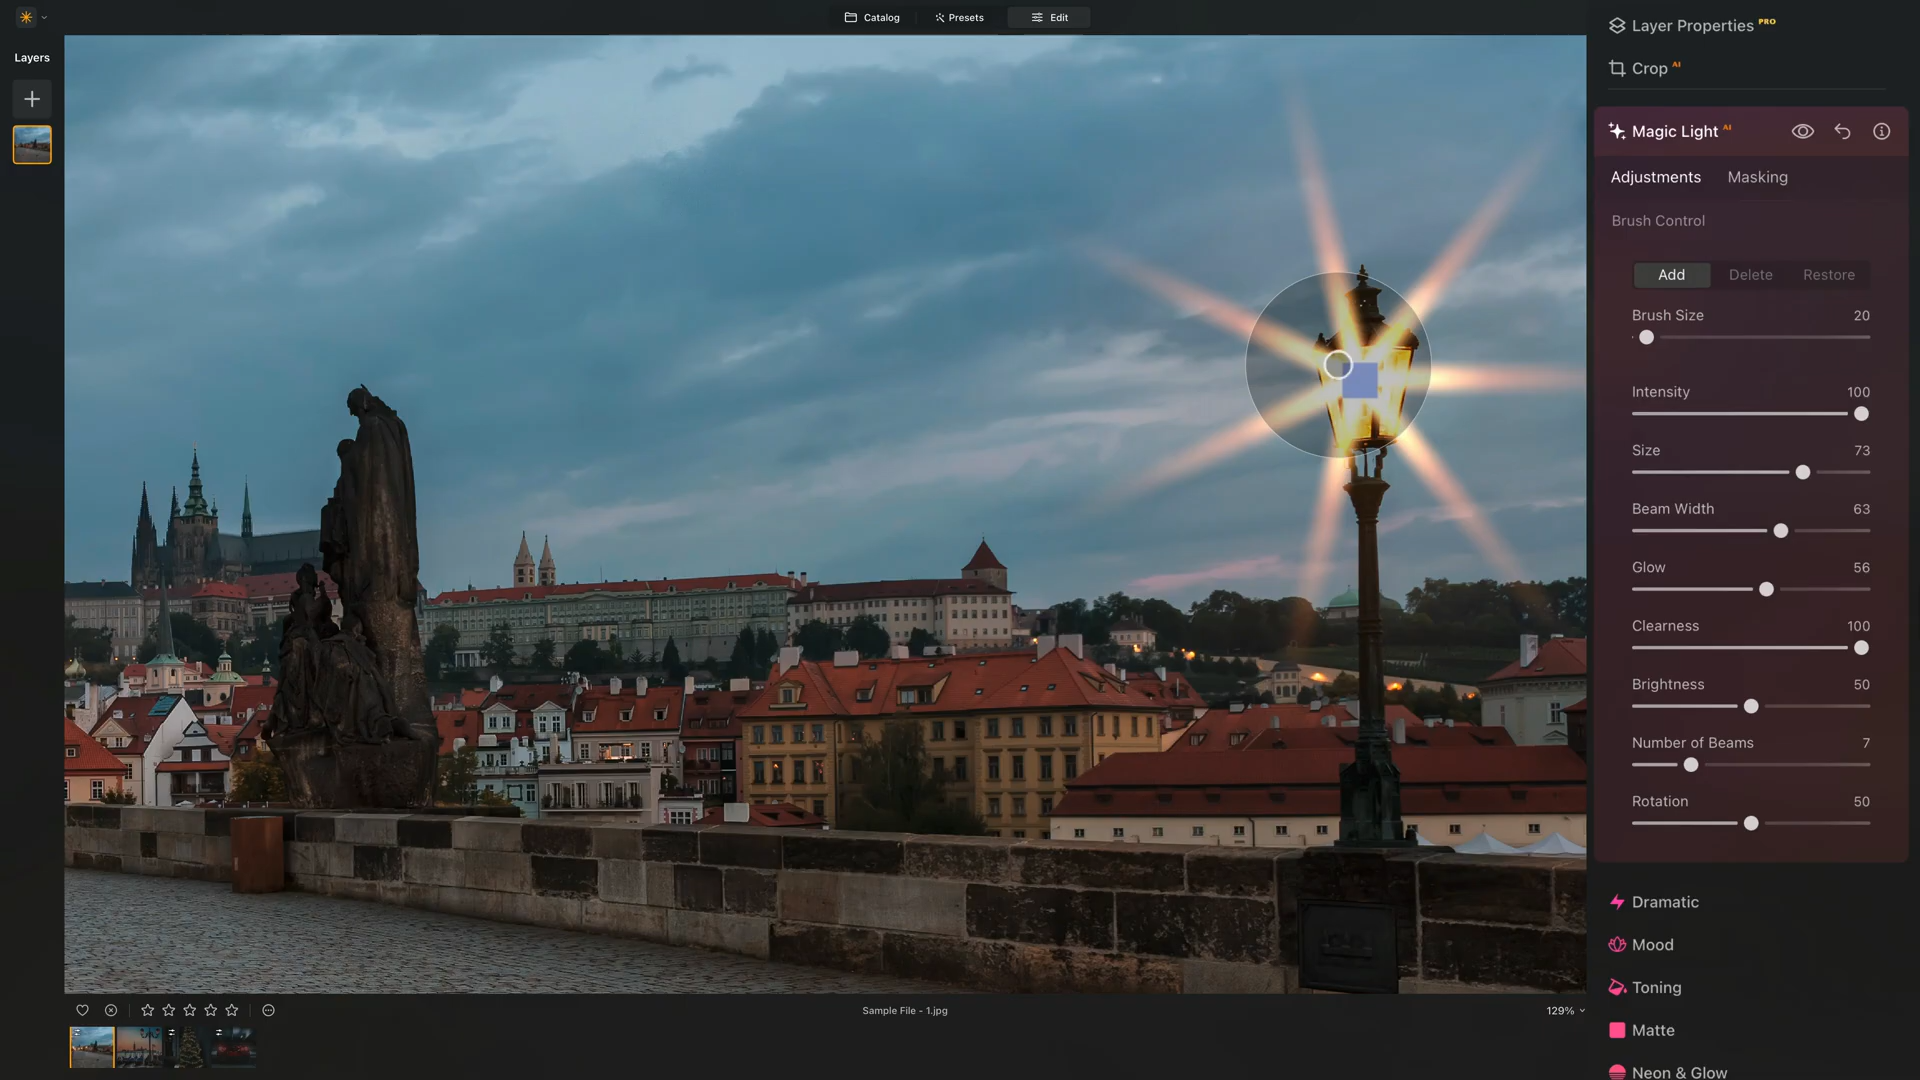 Catalog
Presets
Edit
Layers
Layer Properties PRO
Crop AI
Magic Light AI
Adjustments
Masking
Brush Control
Add
Delete
Restore
Brush Size 20
Intensity 100
Size 73
Beam Width 63
Glow 56
Clearness 100
Brightness 50
Number of Beams 7
Rotation 50
Dramatic
Mood
Toning
Matte
Neon & Glow
Sample File - 1.jpg
129%